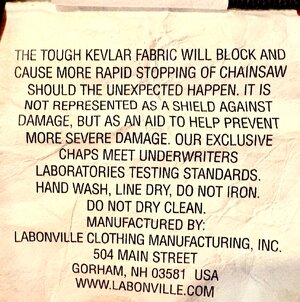 THE TOUGH KEVLAR FABRIC WILL BLOCK AND
CAUSE MORE RAPID STOPPING OF CHAINSAW
SHOULD THE UNEXPECTED HAPPEN. IT IS
NOT REPRESENTED AS A SHIELD AGAINST
DAMAGE, BUT AS AN AID TO HELP PREVENT
MORE SEVERE DAMAGE. OUR EXCLUSIVE
CHAPS MEET UNDERWRITERS
LABORATORIES TESTING STANDARDS.
HAND WASH, LINE DRY, DO NOT IRON.
DO NOT DRY CLEAN.
MANUFACTURED BY:
LABONVILLE CLOTHING MANUFACTURING, INC.
504 MAIN STREET
GORHAM, NH 03581 USA
WWW.LABONVILLE.COM